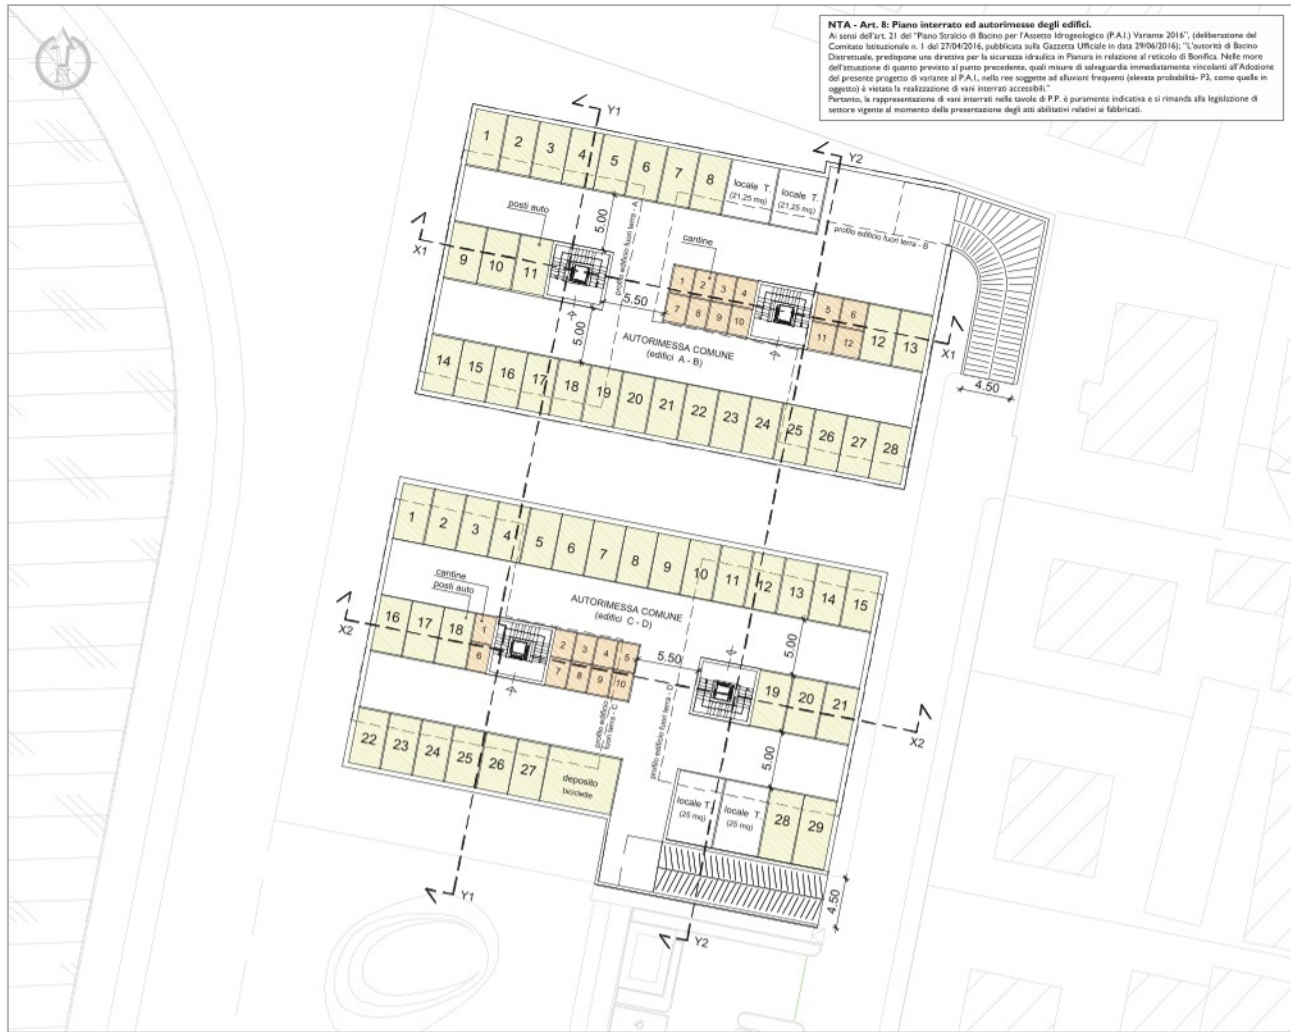 NTA - Art. 8: Piano interrato ed autorimesse degli edifici.
Ai sensi dell'art. 21 del "Piano Stralcio di Bacino per l'Assetto Idrogeologico (P.A.I.) Variante 2016", (deliberazione del
Comitato Istituzionale n. 1 del 27/04/2016, pubblicata sulla Gazzetta Ufficiale in data 29/06/2016); "L'autorità di Bacino
Distrettuale, predispone una direttiva per la sicurezza idraulica in Pianura in relazione al reticolo di Bonifica. Nelle more
dell'attuazione di quanto previsto al punto precedente, quali misure di salvaguardia immediatamente vincolanti all'Adozione
del presente progetto di variante al P.A.I., nella ree soggette ad alluvioni frequenti (elevata probabilità- P3, come quelle in
oggetto) è vietata la realizzazione di vani interrati accessibili."
Pertanto, la rappresentazione di vani interrati nelle tavole di P.P. è puramente indicativa e si rimanda alla legislazione di
settore vigente al momento della presentazione degli atti abilitativi relativi ai fabbricati.
N
Y1
Y2
1 2 3 4 5 6 7 8
locale T.
(21,25 mq)
locale T.
(21,25 mq)
posti auto
5.00
profilo edificio fuori terra - A
profilo edificio fuori terra - B
cantine
X1
9 10 11
5.50
1 2 3 4
7 8 9 10
5 6
11 12
12 13
X1
5.00
AUTORIMESSA COMUNE
(edifici A - B)
4.50
14 15 16 17 18 19 20 21 22 23 24 25 26 27 28
1 2 3 4 5 6 7 8 9 10 11 12 13 14 15
cantine
posti auto
AUTORIMESSA COMUNE
(edifici C - D)
X2
16 17 18
1
6
2 3 4 5
7 8 9 10
5.50
5.00
19 20 21
X2
profilo edificio
fuori terra - C
profilo edificio fuori terra - D
5.00
22 23 24 25 26 27
deposito
biciclette
locale T.
(25 mq)
locale T.
(25 mq)
28 29
4.50
Y1
Y2